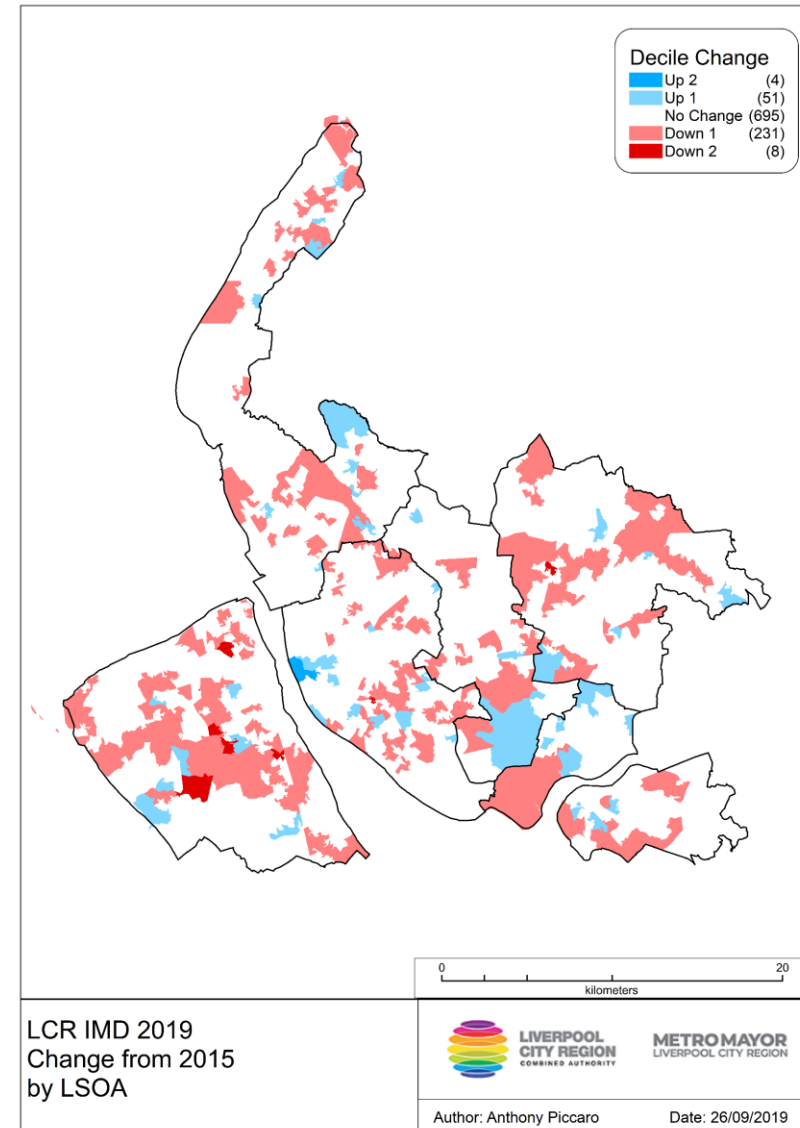 Decile Change
Up 2 (4)
Up 1 (51)
No Change (695)
Down 1 (231)
Down 2 (8)
0 20
kilometers
LCR IMD 2019
Change from 2015
by LSOA
LIVERPOOL
CITY REGION
COMBINED AUTHORITY
METRO MAYOR
LIVERPOOL CITY REGION
Author: Anthony Piccaro Date: 26/09/2019